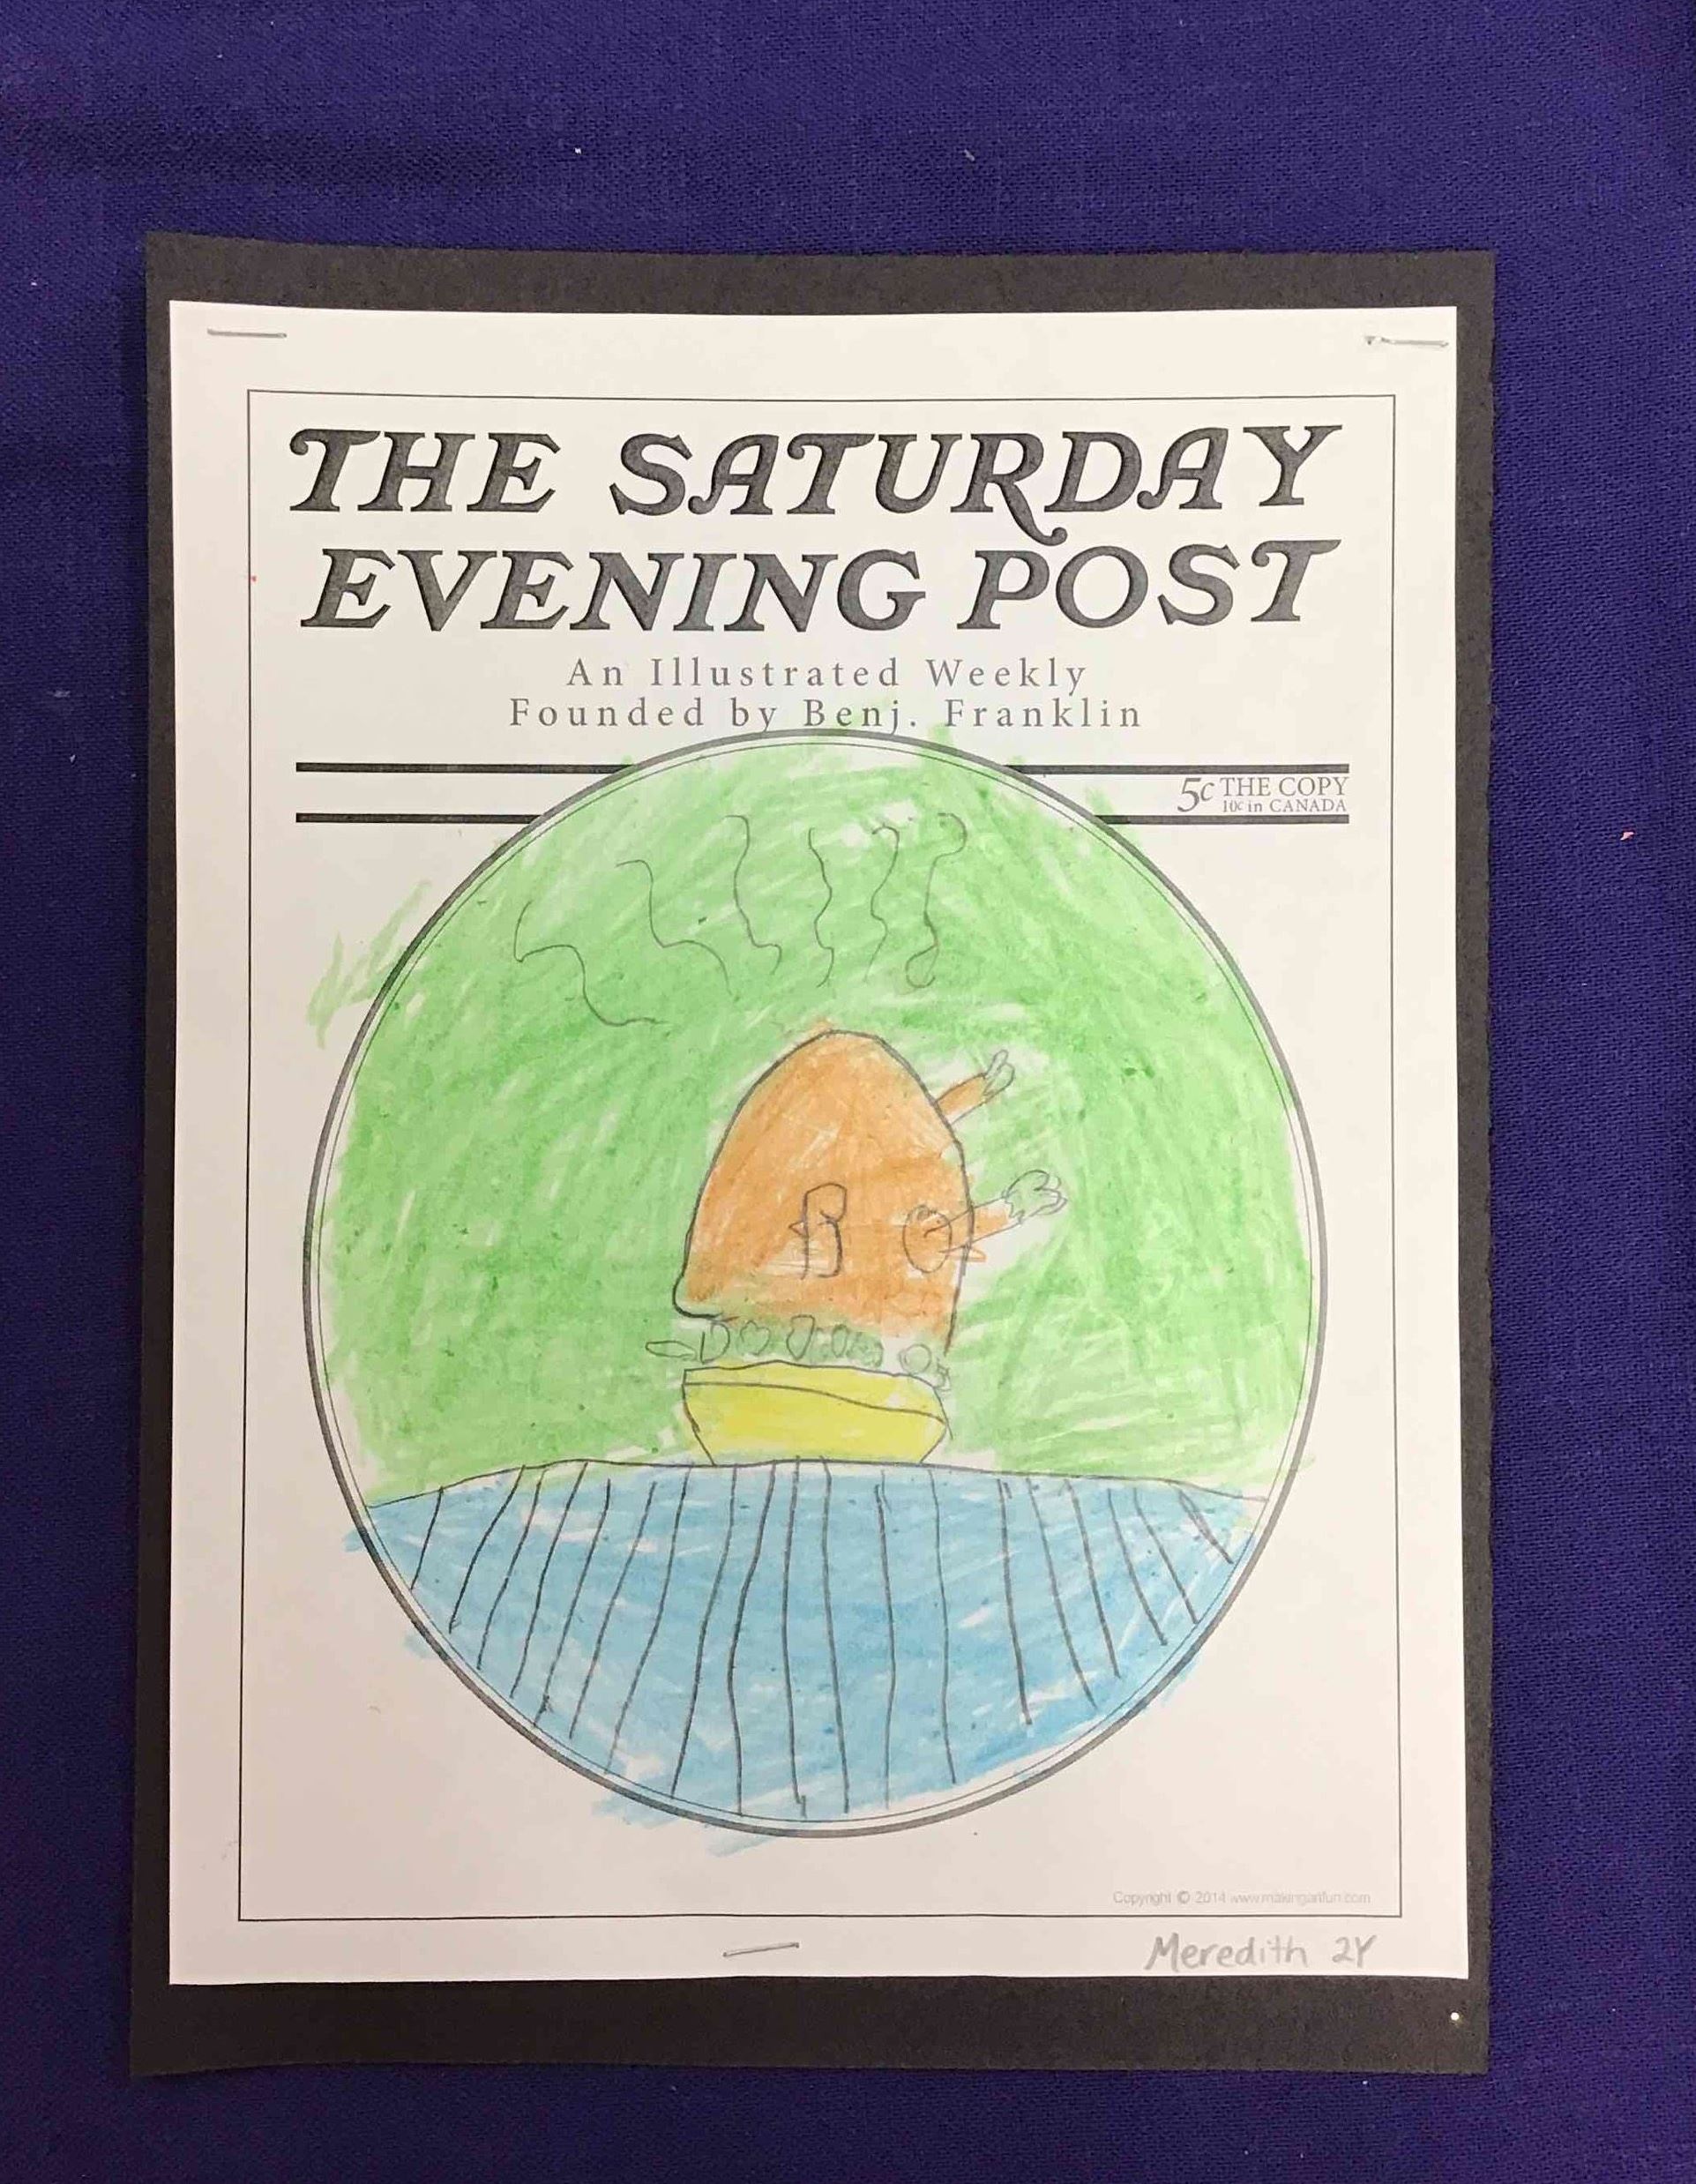 THE SATURDAY
EVENING POST
An Illustrated Weekly
Founded by Benj. Franklin
5c THE COPY
10c in CANADA
Copyright © 2014 www.makingartfun.com
Meredith 2Y